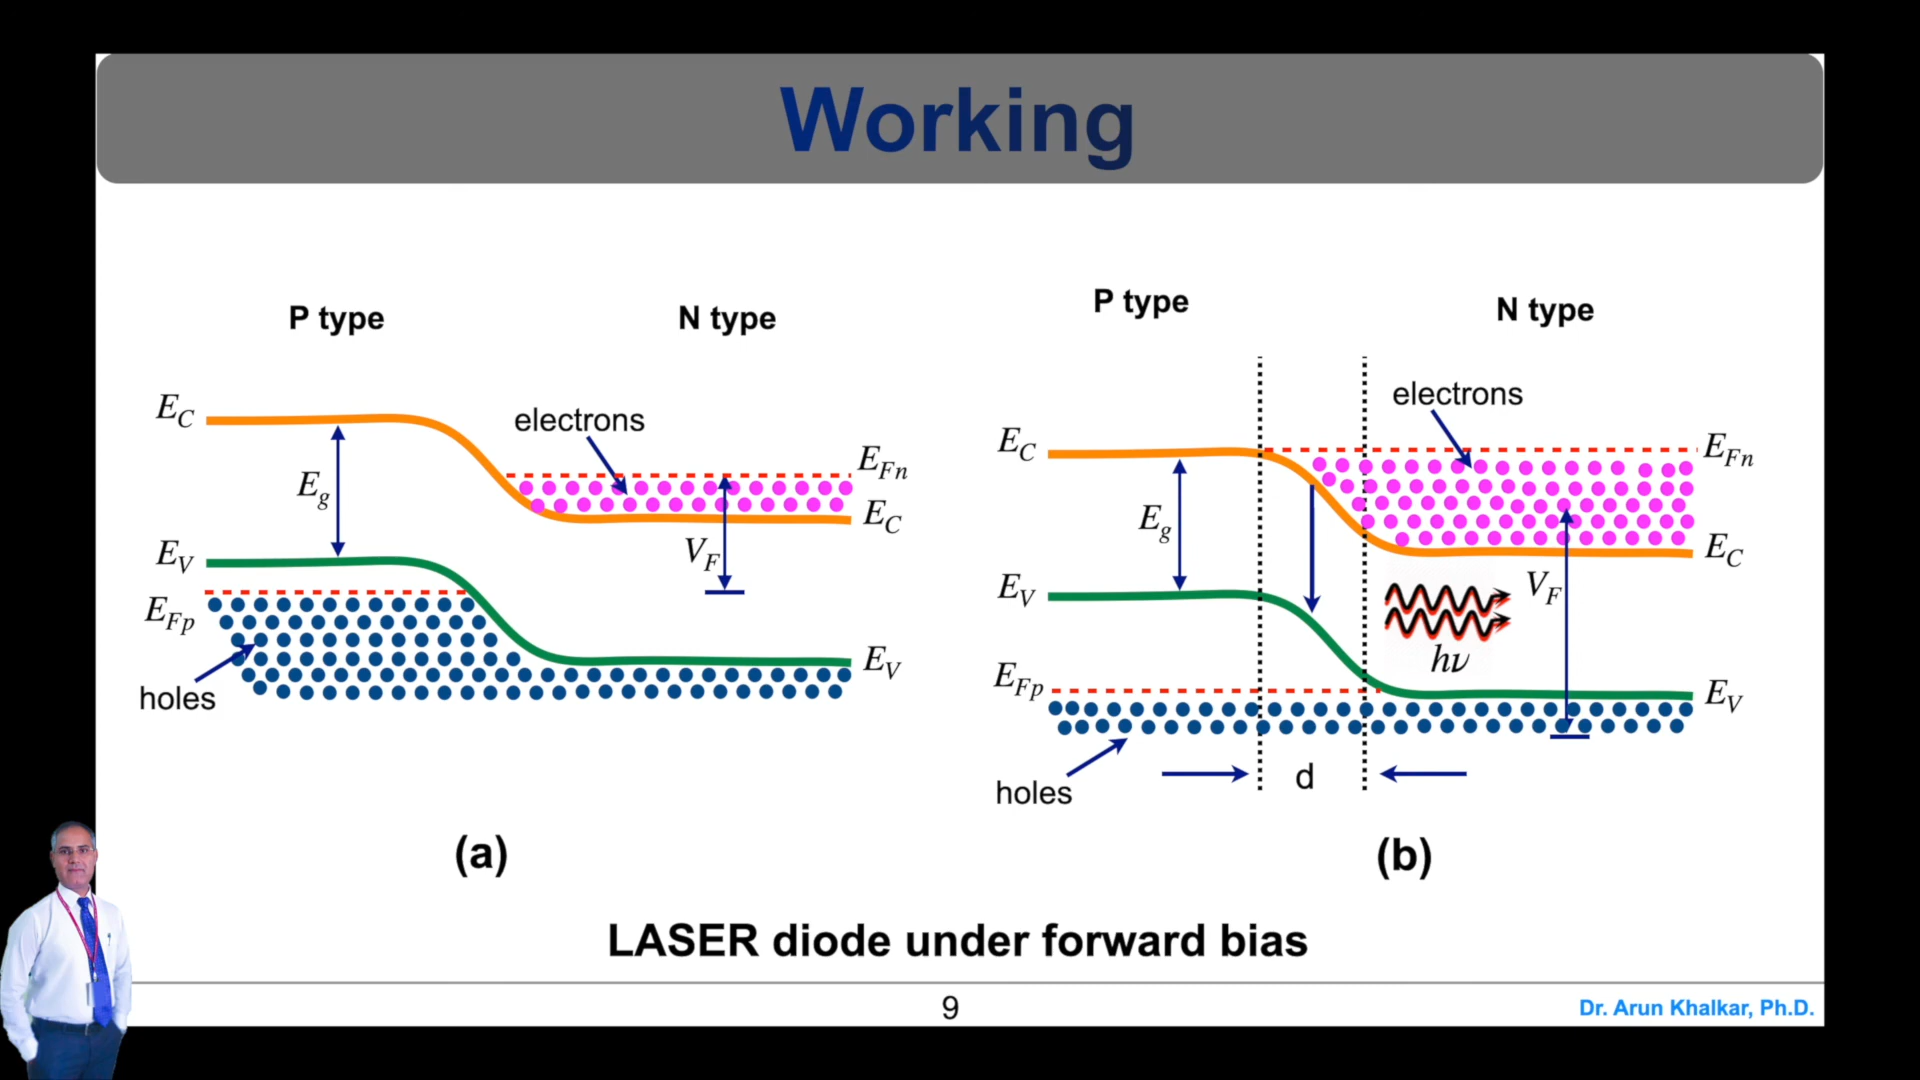 Working
P type
N type
E_C
electrons
E_Fn
E_g
E_C
V_F
E_V
E_Fp
E_V
holes
(a)
P type
N type
electrons
E_C
E_Fn
E_g
E_C
V_F
E_V
hν
E_Fp
E_V
d
holes
(b)
LASER diode under forward bias
9
Dr. Arun Khalkar, Ph.D.